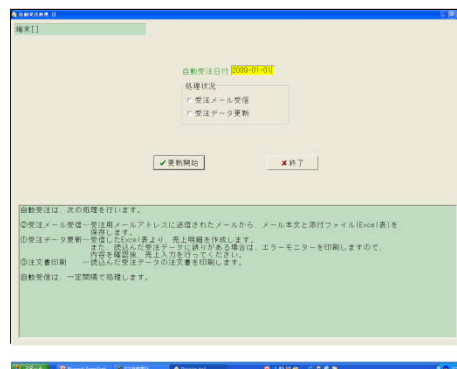 自動受注処理
端末[]
自動受注日付 2009-01-01
処理状況
受注メール受信
受注データ更新
更新開始
終了
自動受注は、次の処理を行います。
②受注メール受信－受注用メールアドレスに送信されたメールから、メール本文と添付ファイル(Excel表)を
保存します。
①受注データ更新－受信したExcel表より、売上明細を作成します。
また、読込んだ受注データに誤りがある場合は、エラーモニターを印刷しますので、
内容を確認後、売上入力を行ってください。
③注文書印刷　－読込んだ受注データの注文書を印刷します。
自動受信は、一定間隔で処理します。